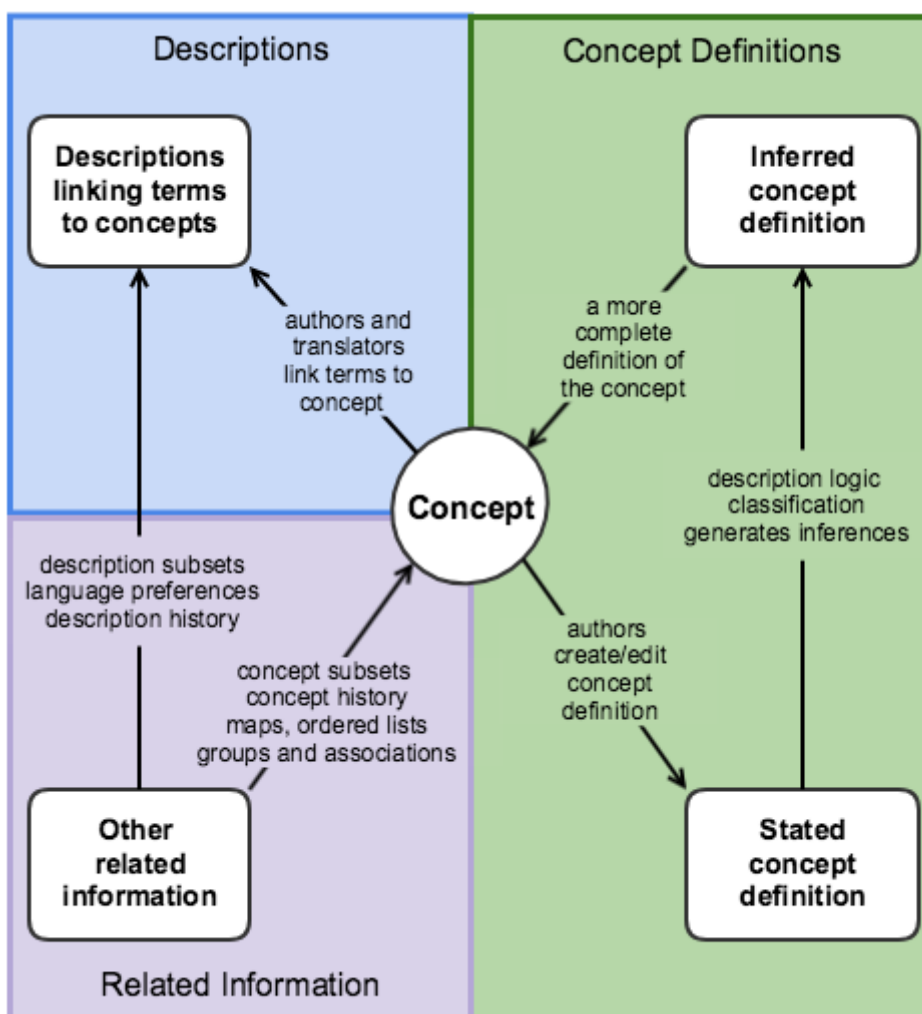 Descriptions
Concept Definitions
Descriptions
linking terms
to concepts
Inferred
concept
definition
authors and
translators
link terms to
concept
a more
complete
definition of
the concept
Concept
description logic
classification
generates inferences
description subsets
language preferences
description history
concept subsets
concept history
maps, ordered lists
groups and associations
authors
create/edit
concept
definition
Other
related
information
Stated
concept
definition
Related Information